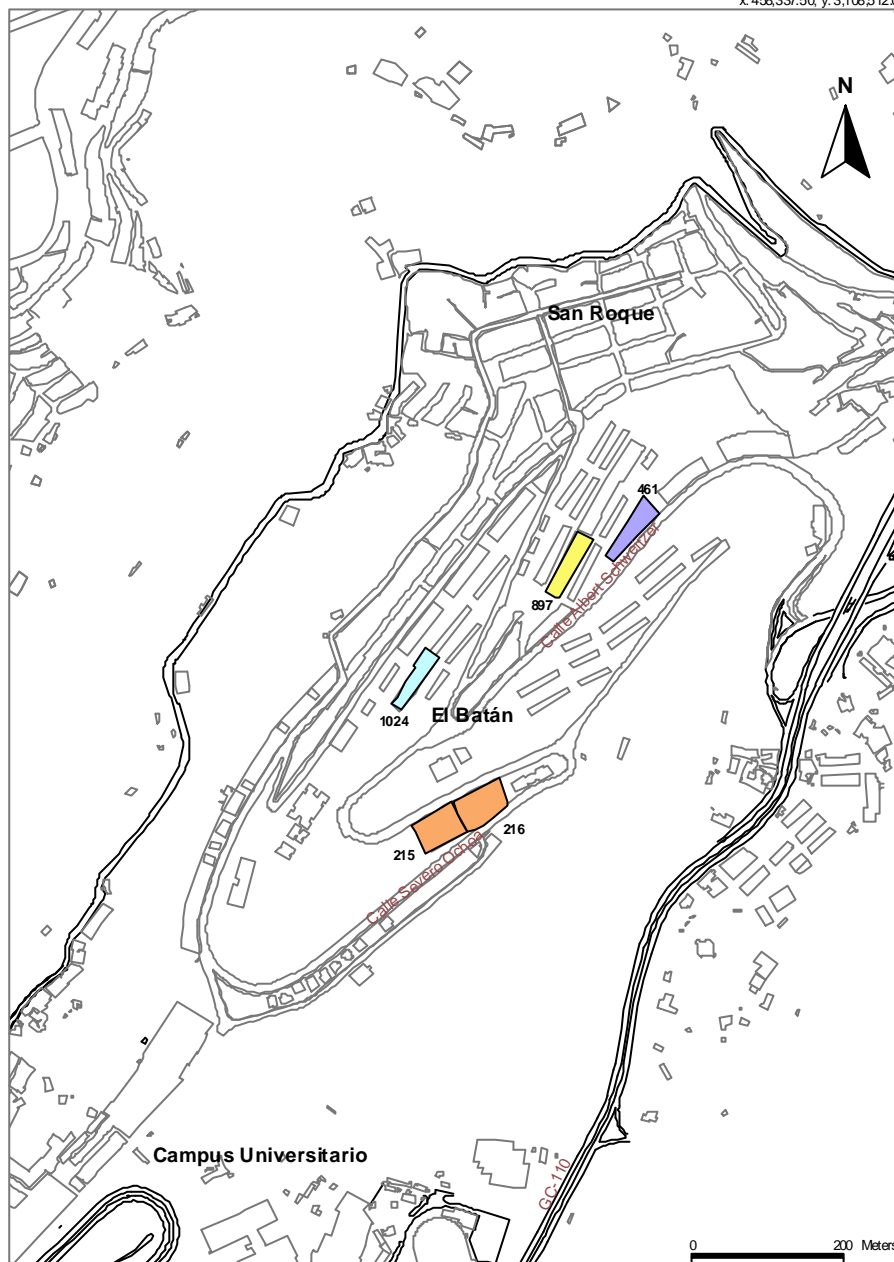 N
San Roque
461
Calle Albert Schweitzer
897
1024
El Batán
216
215
Calle Severo Ochoa
Campus Universitario
GC-110
0 200 Meters